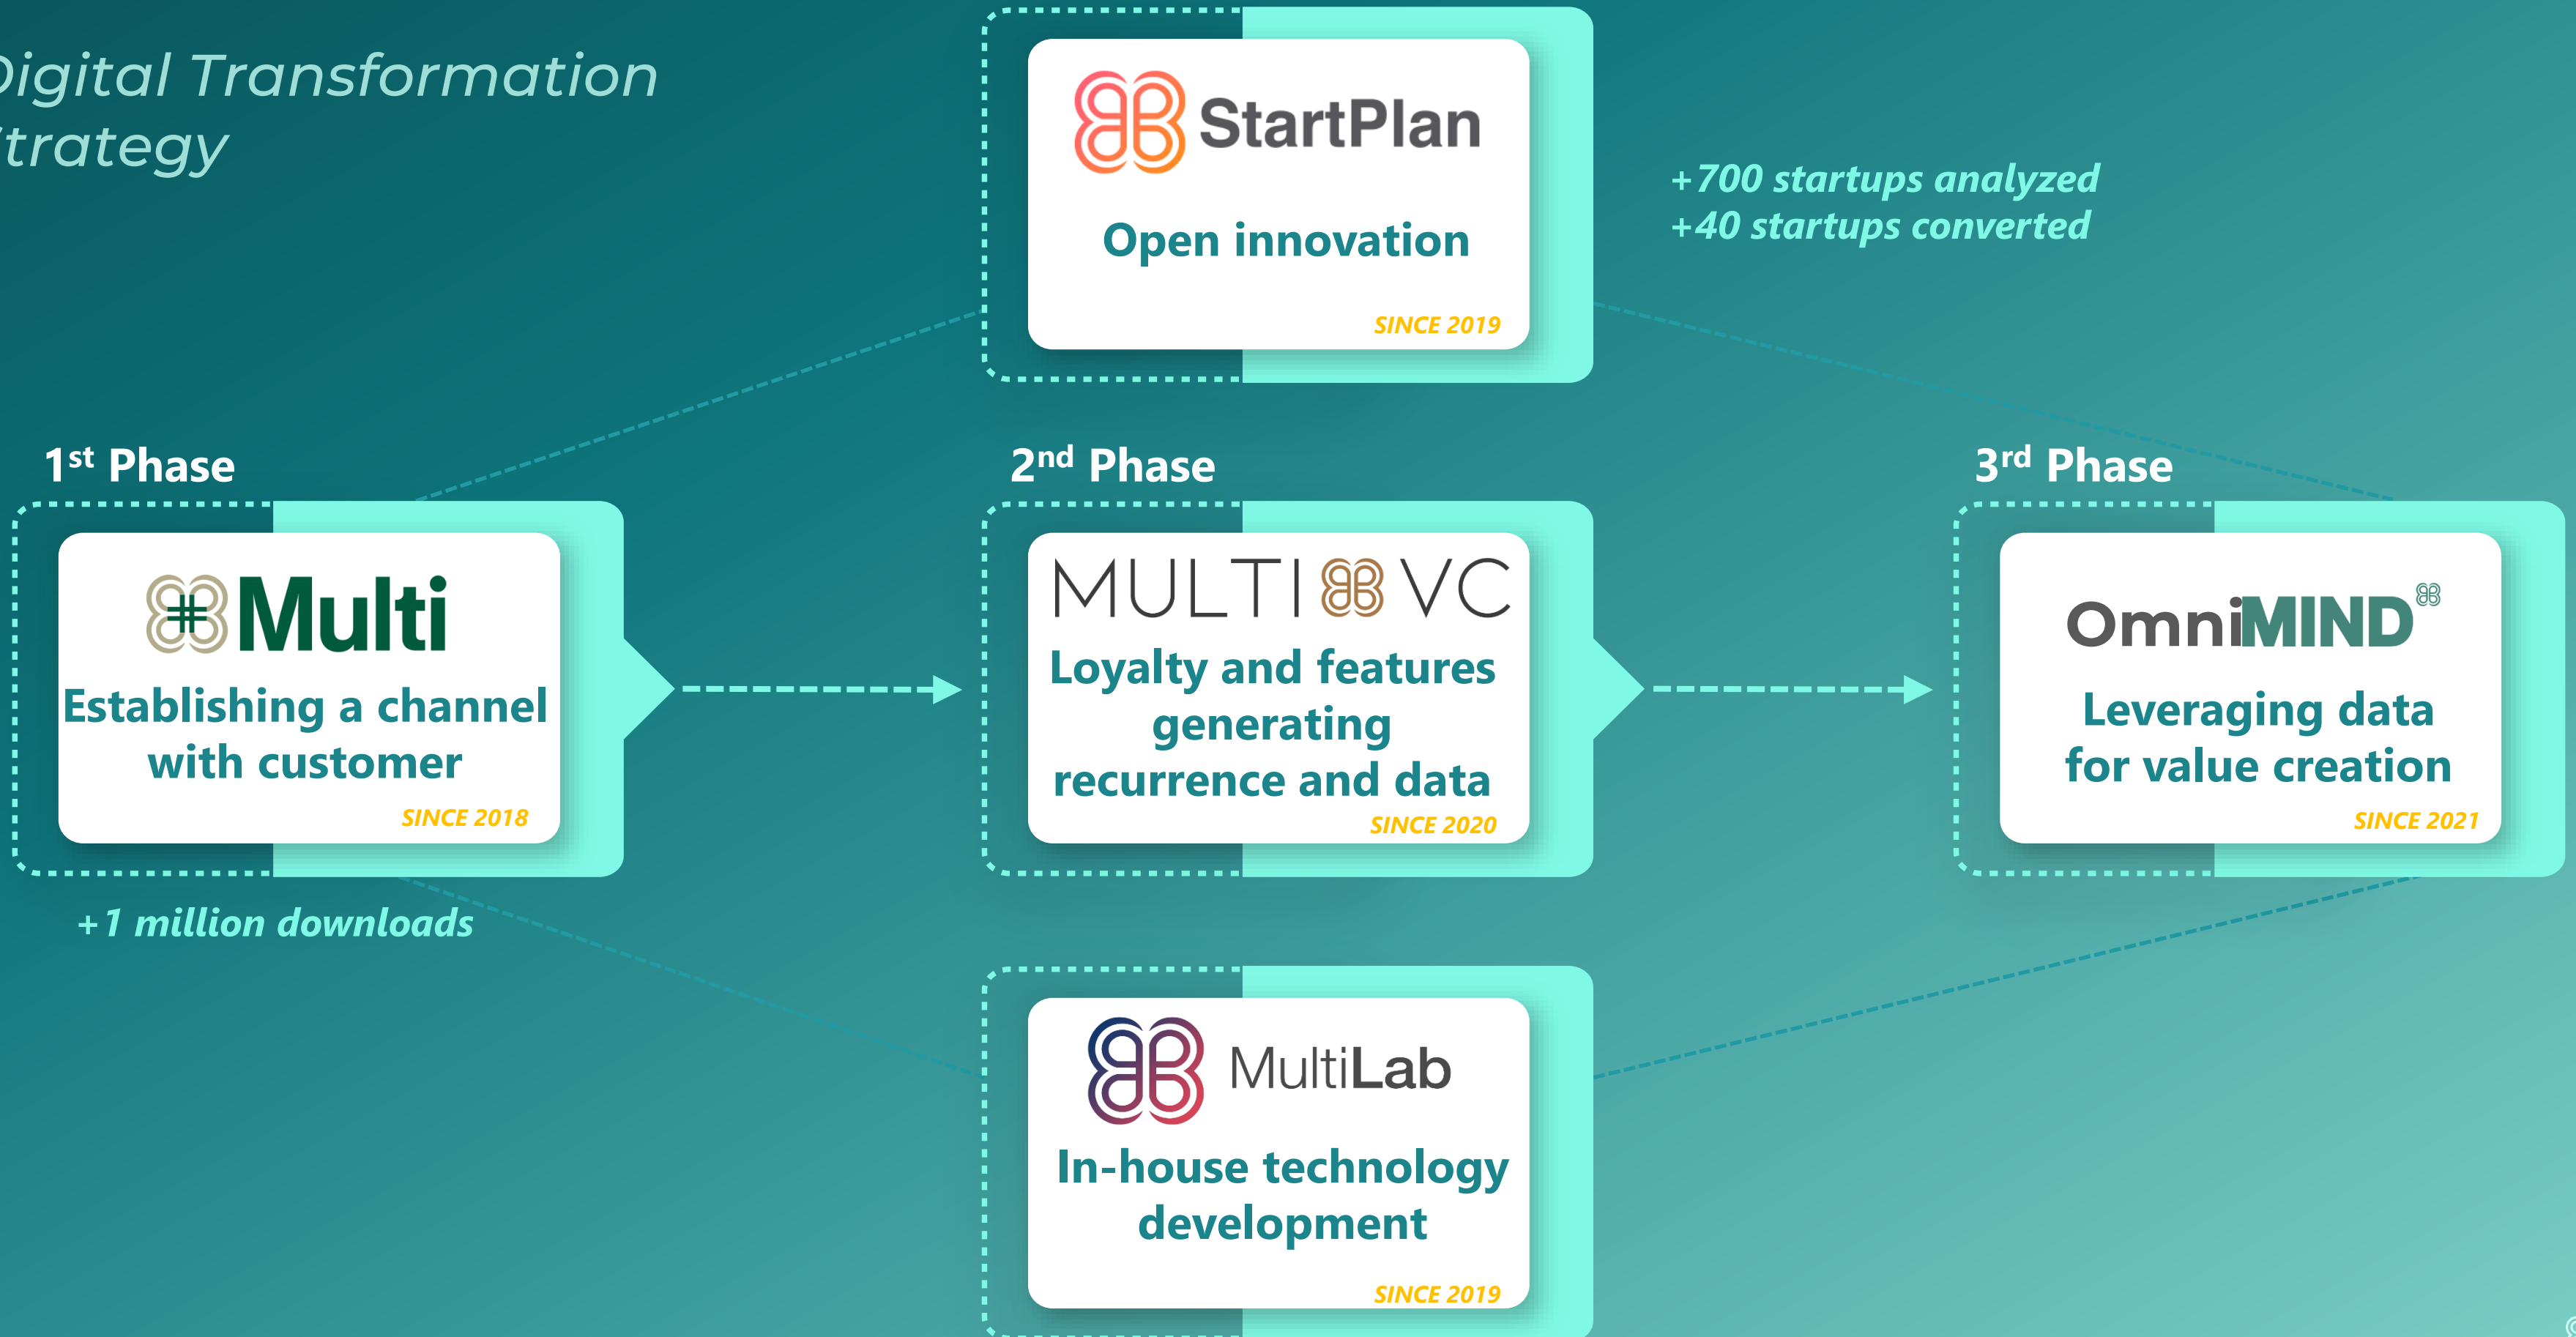 Digital Transformation
Strategy
StartPlan
Open innovation
SINCE 2019
+700 startups analyzed
+40 startups converted
1st Phase
Multi
Establishing a channel
with customer
SINCE 2018
+1 million downloads
2nd Phase
MULTI VC
Loyalty and features
generating
recurrence and data
SINCE 2020
3rd Phase
OmniMIND
Leveraging data
for value creation
SINCE 2021
MultiLab
In-house technology
development
SINCE 2019